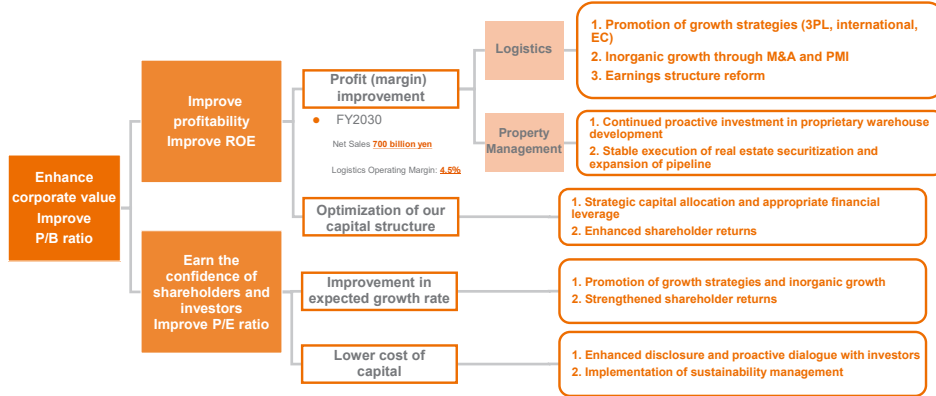 Enhance
corporate value
Improve
P/B ratio
Improve
profitability
Improve ROE
Profit (margin)
improvement
● FY2030
Net Sales 700 billion yen
Logistics Operating Margin: 4.5%
Logistics
1. Promotion of growth strategies (3PL, international,
EC)
2. Inorganic growth through M&A and PMI
3. Earnings structure reform
Property
Management
1. Continued proactive investment in proprietary warehouse
development
2. Stable execution of real estate securitization and
expansion of pipeline
Optimization of our
capital structure
1. Strategic capital allocation and appropriate financial
leverage
2. Enhanced shareholder returns
Earn the
confidence of
shareholders and
investors
Improve P/E ratio
Improvement in
expected growth rate
1. Promotion of growth strategies and inorganic growth
2. Strengthened shareholder returns
Lower cost of
capital
1. Enhanced disclosure and proactive dialogue with investors
2. Implementation of sustainability management